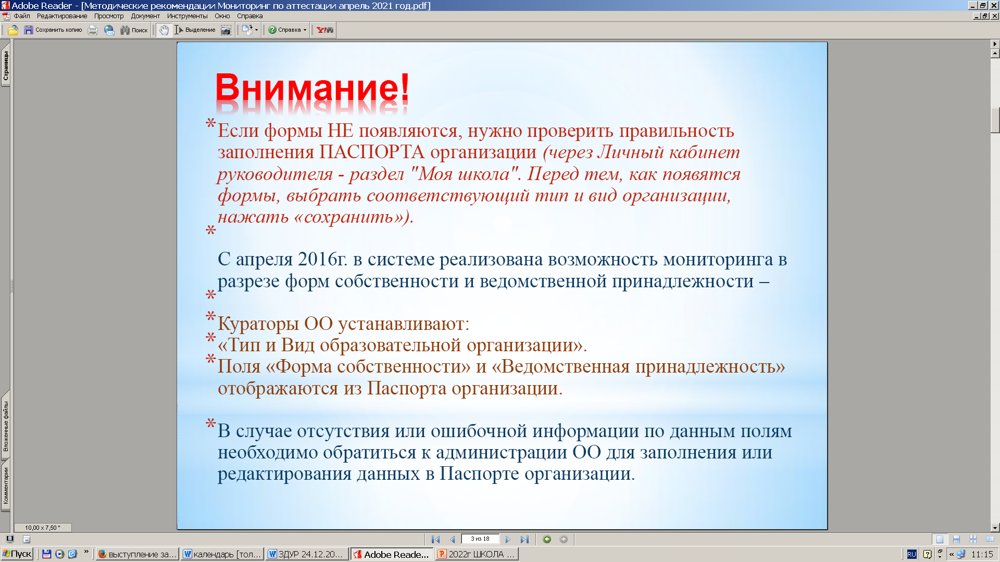 Adobe Reader - [Методические рекомендации Мониторинг по аттестации апрель 2021 год.pdf]
Файл Редактирование Просмотр Документ Инструменты Окно Справка
Сохранить копию Поиск Выделение Справка Y!
Страницы
Внимание!
* Если формы НЕ появляются, нужно проверить правильность
заполнения ПАСПОРТА организации (через Личный кабинет
руководителя - раздел "Моя школа". Перед тем, как появятся
формы, выбрать соответствующий тип и вид организации,
нажать «сохранить»).
*
С апреля 2016г. в системе реализована возможность мониторинга в
разрезе форм собственности и ведомственной принадлежности –
*
* Кураторы ОО устанавливают:
* «Тип и Вид образовательной организации».
* Поля «Форма собственности» и «Ведомственная принадлежность»
отображаются из Паспорта организации.
* В случае отсутствия или ошибочной информации по данным полям
необходимо обратиться к администрации ОО для заполнения или
редактирования данных в Паспорте организации.
Вложенные файлы
Комментарии
10,00 x 7,50 "
3 из 18
Пуск » выступление за... календарь [тол... ЗДУР 24.12.20... Adobe Reade... 2022г ШКОЛА ... RU « 11:15